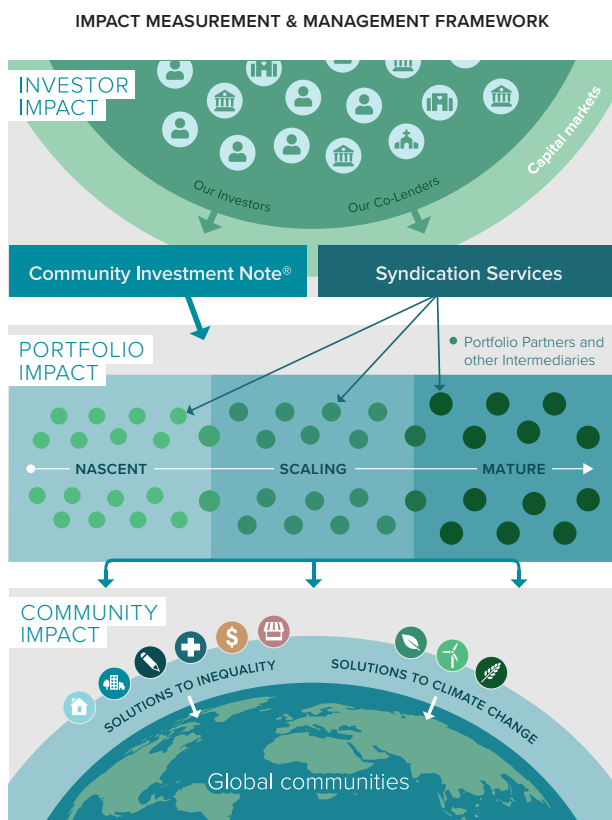 IMPACT MEASUREMENT & MANAGEMENT FRAMEWORK
INVESTOR
IMPACT
Capital markets
Our Investors
Our Co-Lenders
Community Investment Note®
Syndication Services
PORTFOLIO
IMPACT
Portfolio Partners and
other Intermediaries
NASCENT
SCALING
MATURE
COMMUNITY
IMPACT
$
SOLUTIONS TO INEQUALITY
SOLUTIONS TO CLIMATE CHANGE
Global communities